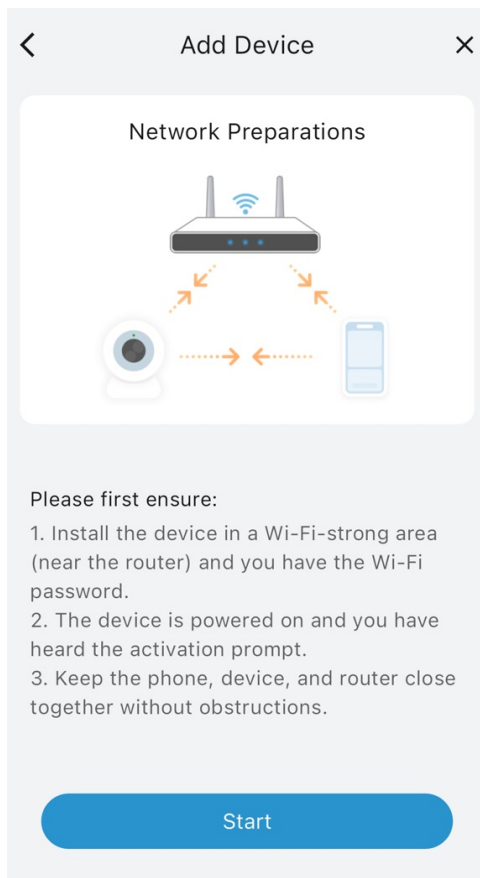 Add Device
Network Preparations
Please first ensure:
1. Install the device in a Wi-Fi-strong area
(near the router) and you have the Wi-Fi
password.
2. The device is powered on and you have
heard the activation prompt.
3. Keep the phone, device, and router close
together without obstructions.
Start